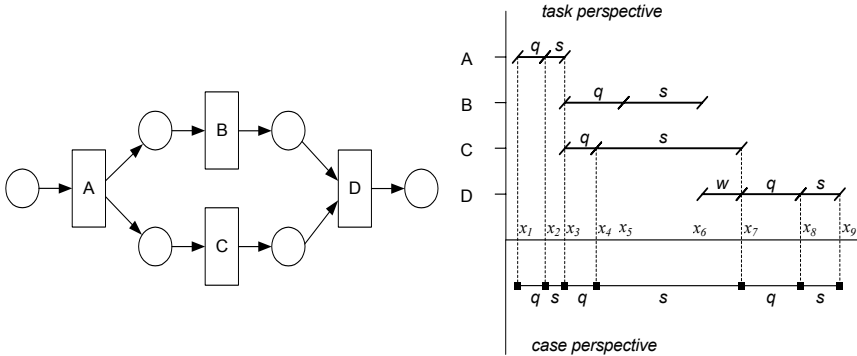 task perspective
A
q s
B
q s
C
q s
D
w q s
x1 x2 x3 x4 x5 x6 x7 x8 x9
q s q s q s
case perspective
A
B
C
D